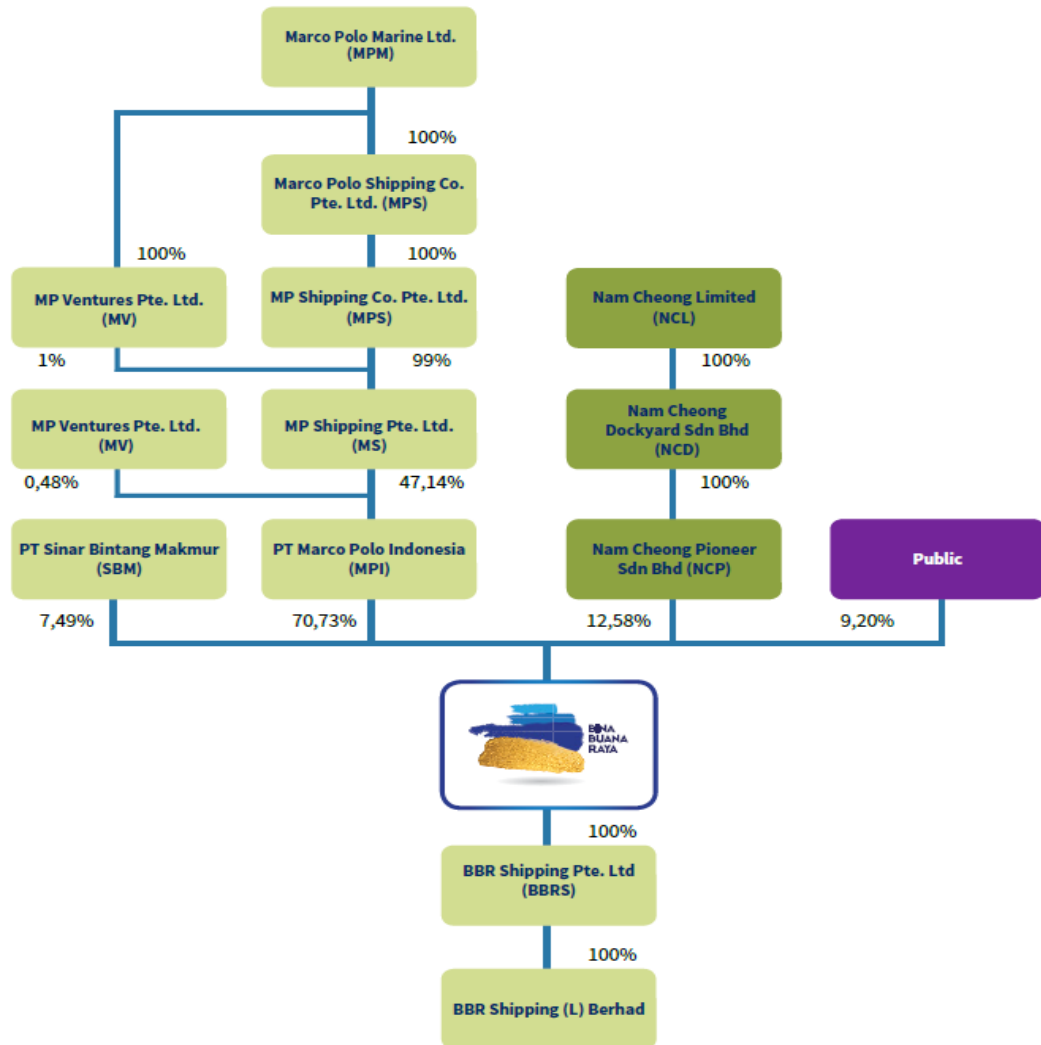 Marco Polo Marine Ltd.
(MPM)
100%
Marco Polo Shipping Co.
Pte. Ltd. (MPS)
100%
100%
MP Ventures Pte. Ltd.
(MV)
MP Shipping Co. Pte. Ltd.
(MPS)
Nam Cheong Limited
(NCL)
1%
99%
100%
MP Ventures Pte. Ltd.
(MV)
MP Shipping Pte. Ltd.
(MS)
Nam Cheong
Dockyard Sdn Bhd
(NCD)
0,48%
47,14%
100%
PT Sinar Bintang Makmur
(SBM)
PT Marco Polo Indonesia
(MPI)
Nam Cheong Pioneer
Sdn Bhd (NCP)
Public
7,49%
70,73%
12,58%
9,20%
BINA
BUANA
RAYA
100%
BBR Shipping Pte. Ltd
(BBRS)
100%
BBR Shipping (L) Berhad